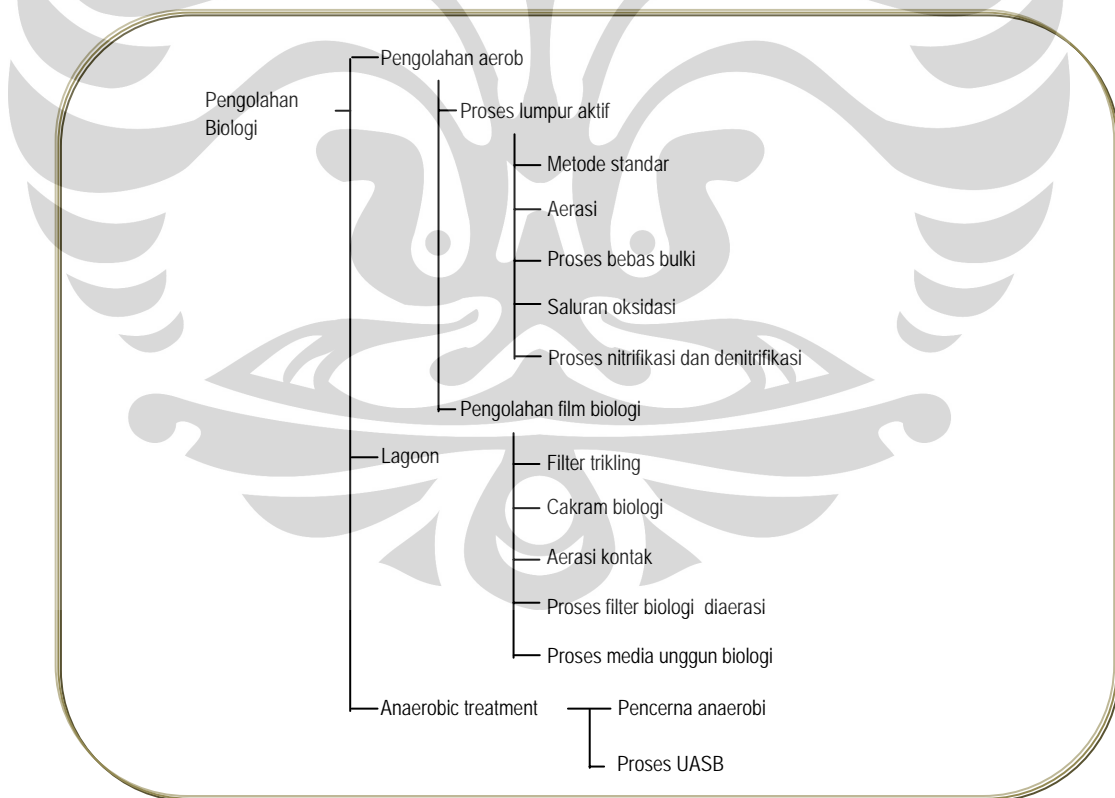 Pengolahan aerob
Pengolahan
Biologi
Proses lumpur aktif
Metode standar
Aerasi
Proses bebas bulki
Saluran oksidasi
Proses nitrifikasi dan denitrifikasi
Pengolahan film biologi
Lagoon
Filter trikling
Cakram biologi
Aerasi kontak
Proses filter biologi diaerasi
Proses media unggun biologi
Anaerobic treatment
Pencerna anaerobi
Proses UASB